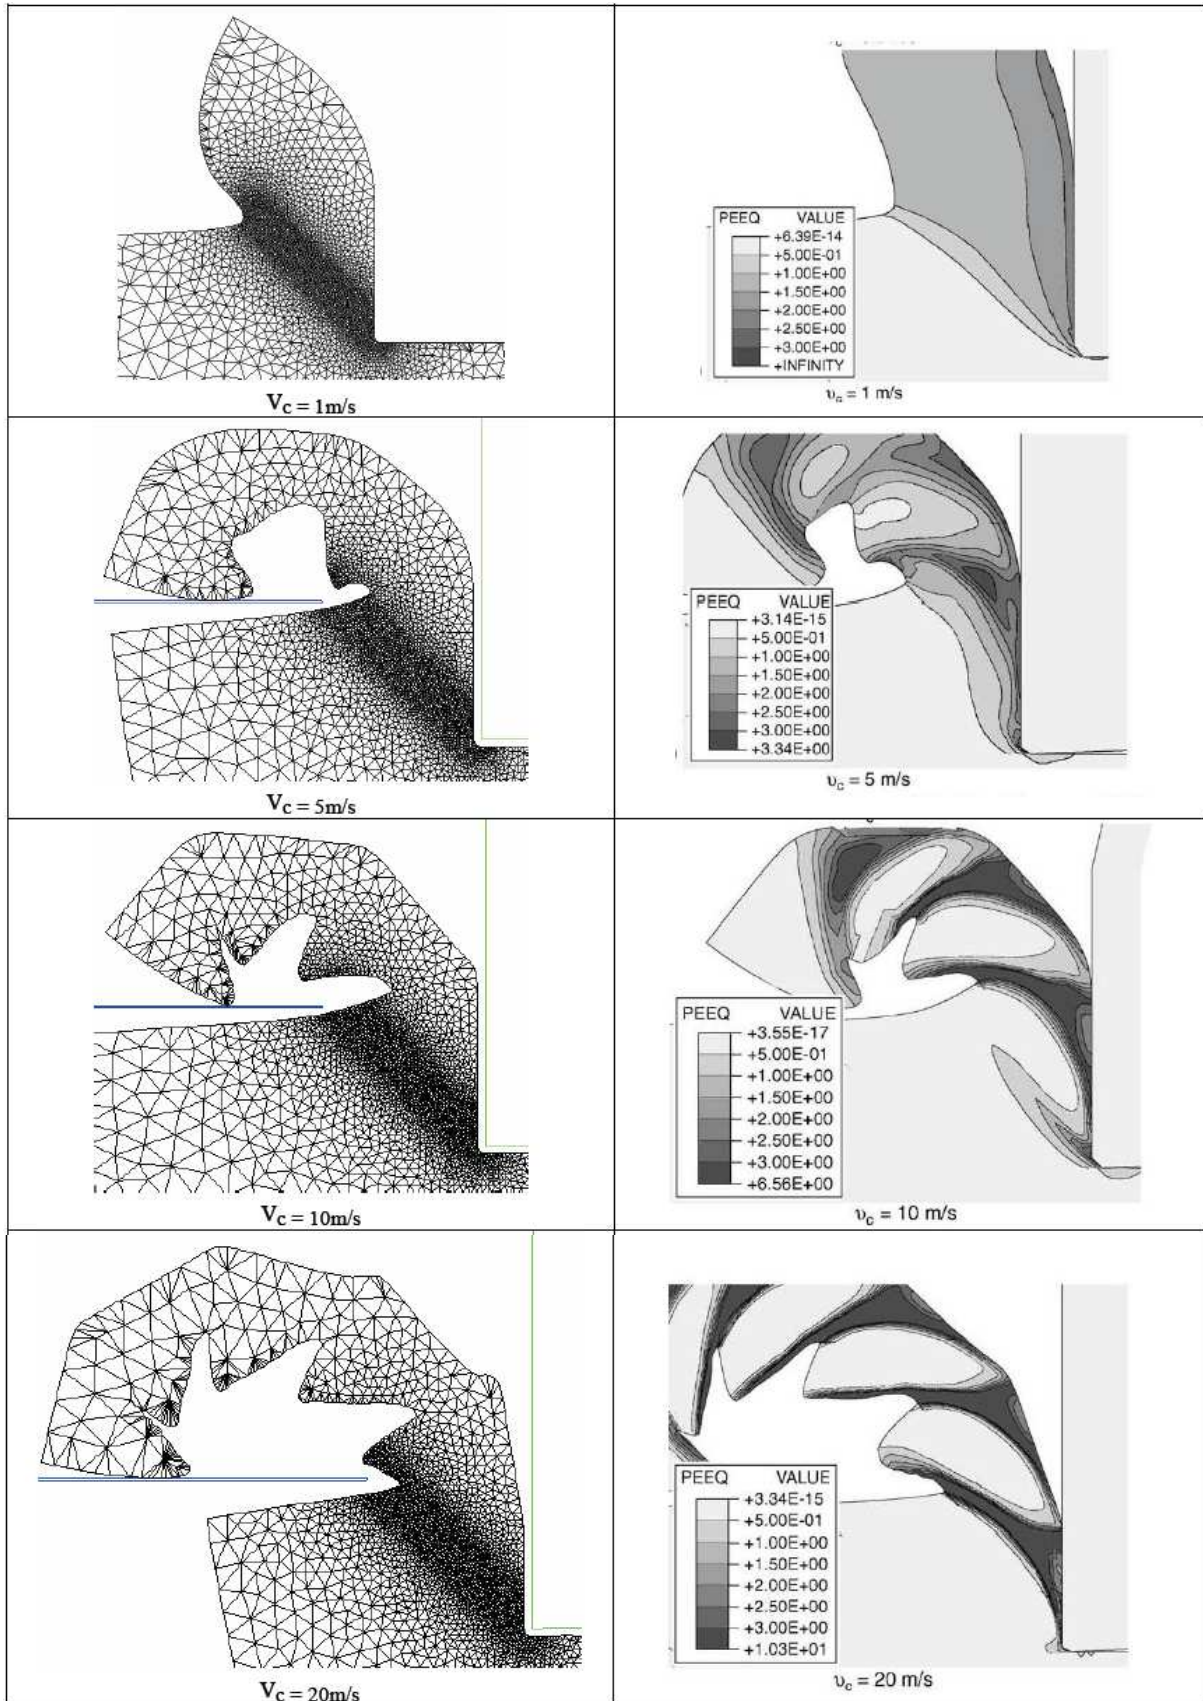 PEEQ VALUE
+6.39E-14
+5.00E-01
+1.00E+00
+1.50E+00
+2.00E+00
+2.50E+00
+3.00E+00
+INFINITY
Vc = 1m/s
υc = 1 m/s
PEEQ VALUE
+3.14E-15
+5.00E-01
+1.00E+00
+1.50E+00
+2.00E+00
+2.50E+00
+3.00E+00
+3.34E+00
Vc = 5m/s
υc = 5 m/s
PEEQ VALUE
+3.55E-17
+5.00E-01
+1.00E+00
+1.50E+00
+2.00E+00
+2.50E+00
+3.00E+00
+6.56E+00
Vc = 10m/s
υc = 10 m/s
PEEQ VALUE
+3.34E-15
+5.00E-01
+1.00E+00
+1.50E+00
+2.00E+00
+2.50E+00
+3.00E+00
+1.03E+01
Vc = 20m/s
υc = 20 m/s